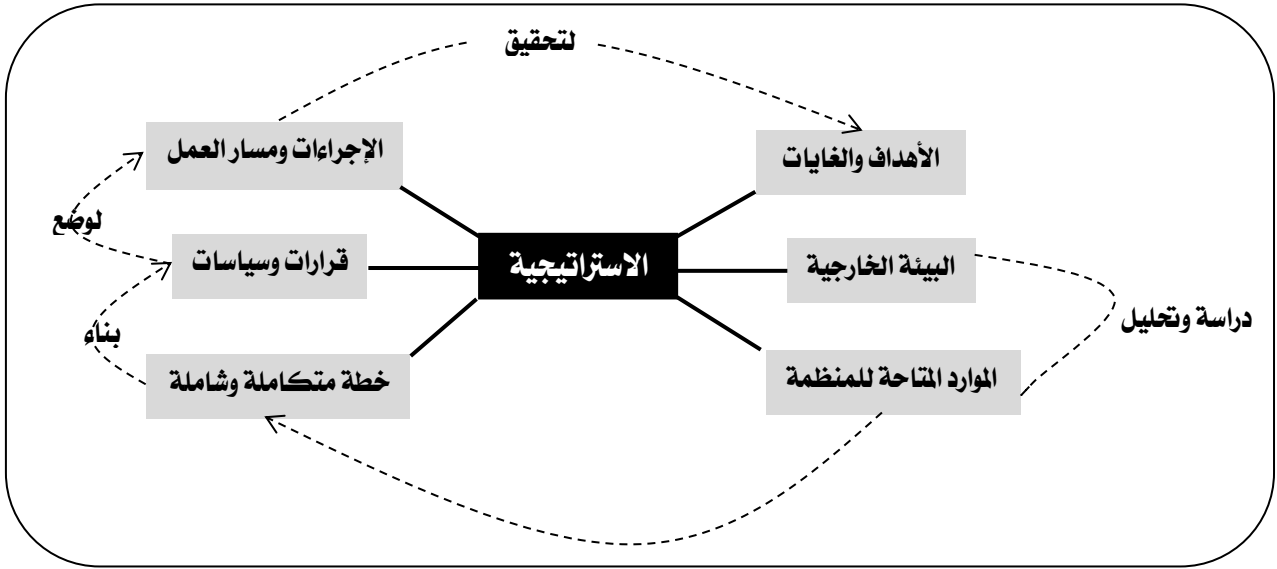 لتحقيق
الأهداف والغايات
الإجراءات ومسار العمل
لوضع
البيئة الخارجية
الاستراتيجية
قرارات وسياسات
دراسة وتحليل
بناء
الموارد المتاحة للمنظمة
خطة متكاملة وشاملة